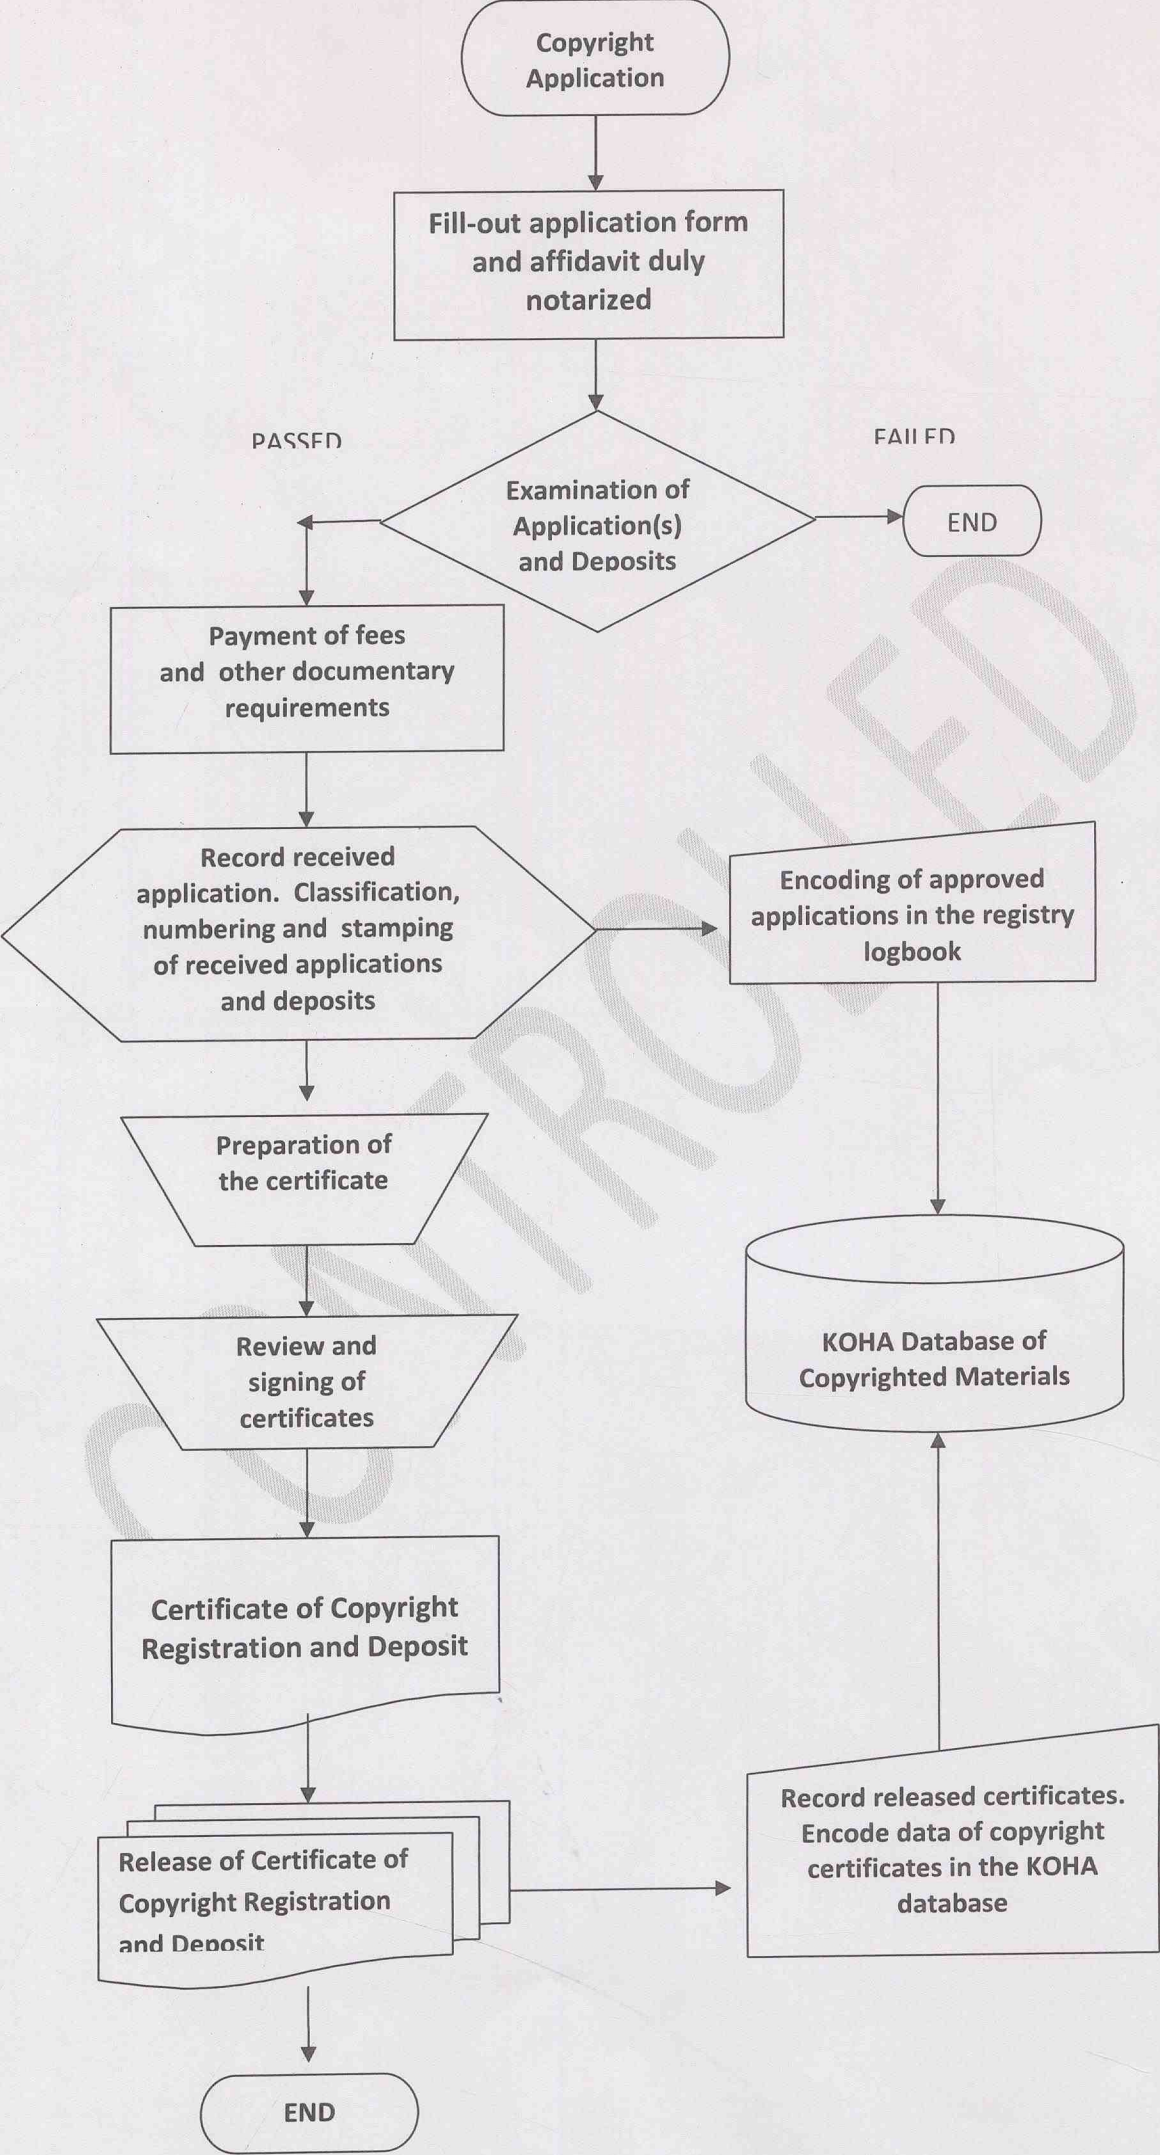 Copyright
Application
Fill-out application form
and affidavit duly
notarized
PASSED
FAILED
Examination of
Application(s)
and Deposits
END
Payment of fees
and other documentary
requirements
Record received
application. Classification,
numbering and stamping
of received applications
and deposits
Encoding of approved
applications in the registry
logbook
Preparation of
the certificate
Review and
signing of
certificates
KOHA Database of
Copyrighted Materials
Certificate of Copyright
Registration and Deposit
Release of Certificate of
Copyright Registration
and Deposit
Record released certificates.
Encode data of copyright
certificates in the KOHA
database
END
CONTROLLED